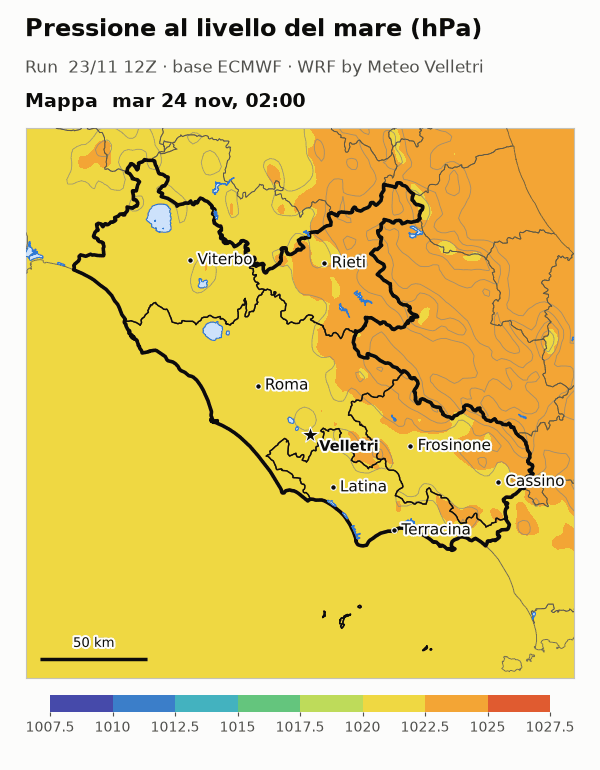 Pressione al livello del mare (hPa)
Run  23/11 12Z · base ECMWF · WRF by Meteo Velletri
Mappa  mar 24 nov, 02:00
Viterbo
Rieti
Roma
Velletri
Frosinone
Cassino
Latina
Terracina
50 km
1007.5 1010 1012.5 1015 1017.5 1020 1022.5 1025 1027.5